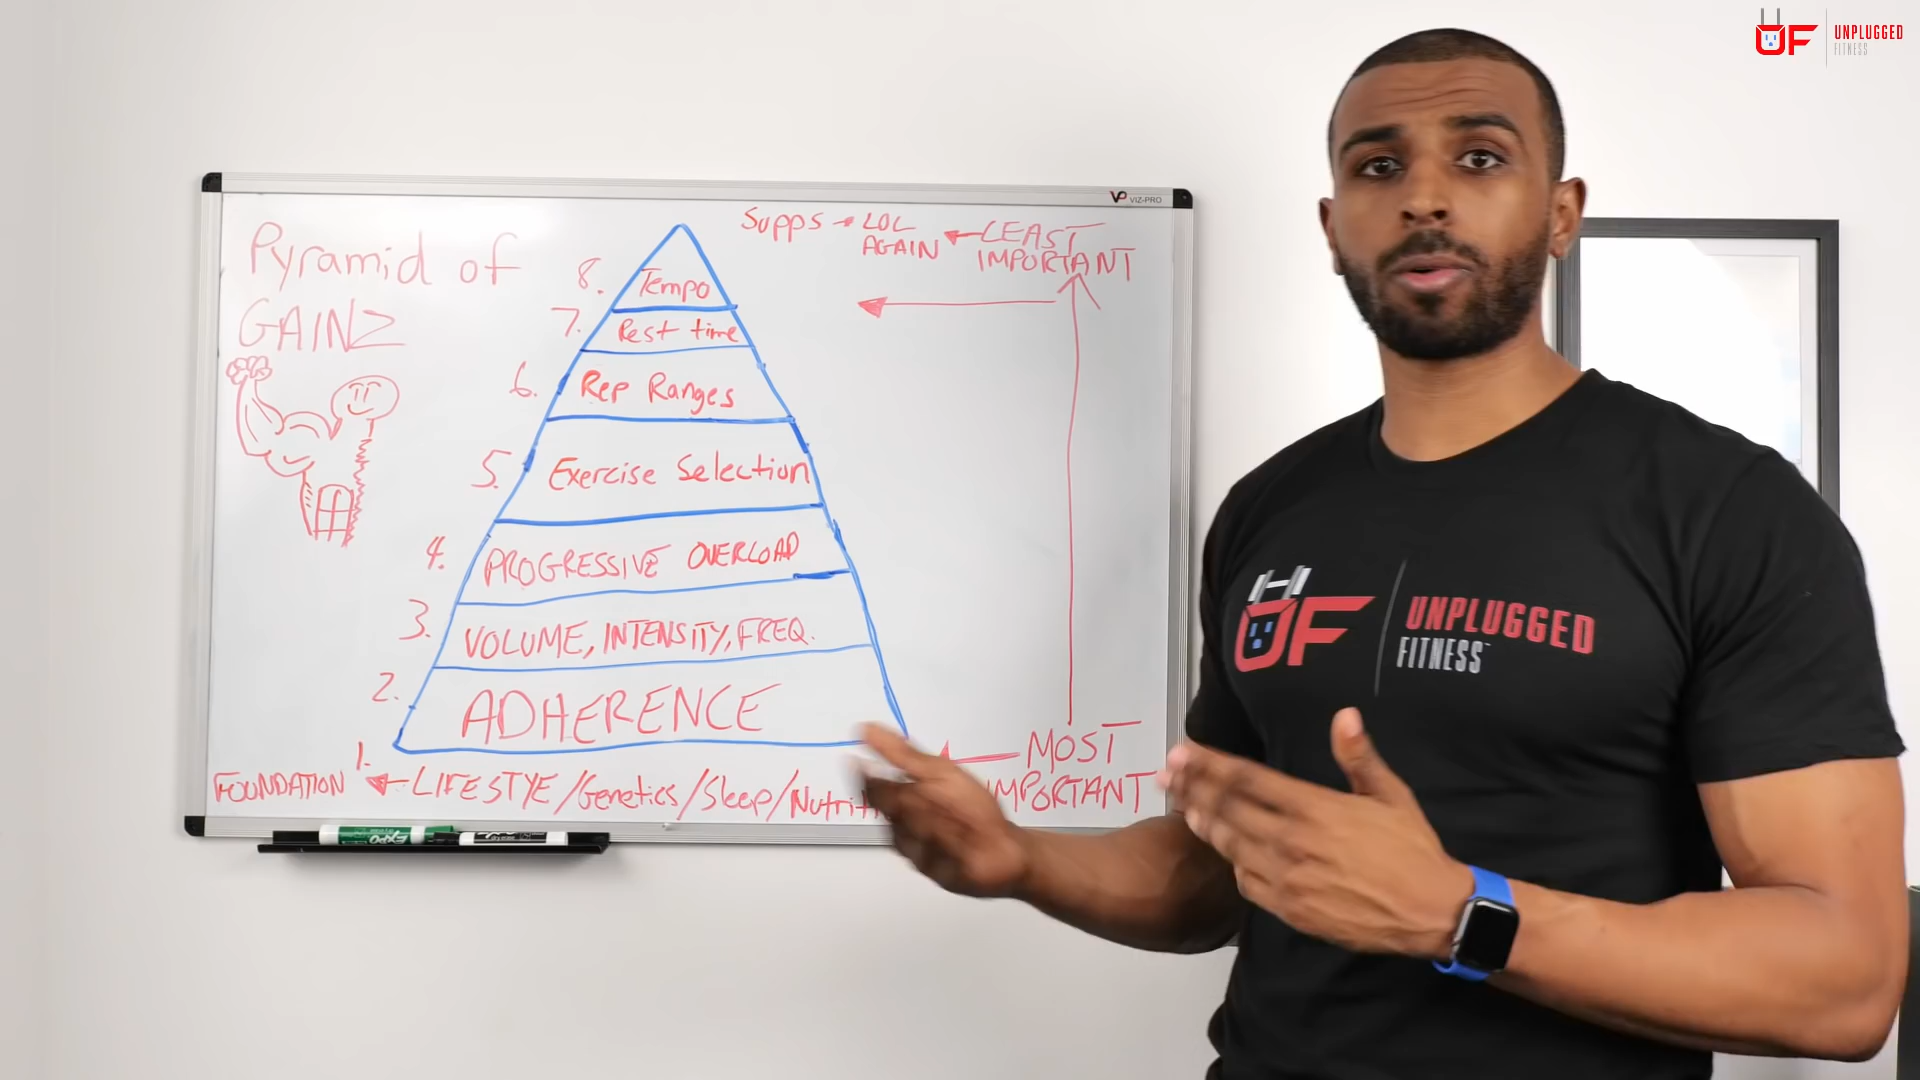 UF UNPLUGGED
FITNESS
VIZ-PRO
Pyramid of
GAINZ
Supps → LOL
AGAIN
LEAST
IMPORTANT
8. Tempo
7. Rest time
6. Rep Ranges
5. Exercise Selection
4. PROGRESSIVE OVERLOAD
3. VOLUME, INTENSITY, FREQ.
2. ADHERENCE
1.
FOUNDATION ← LIFESTYE/Genetics/Sleep/Nutriti
MOST
IMPORTANT
EXPO
UF UNPLUGGED
FITNESS